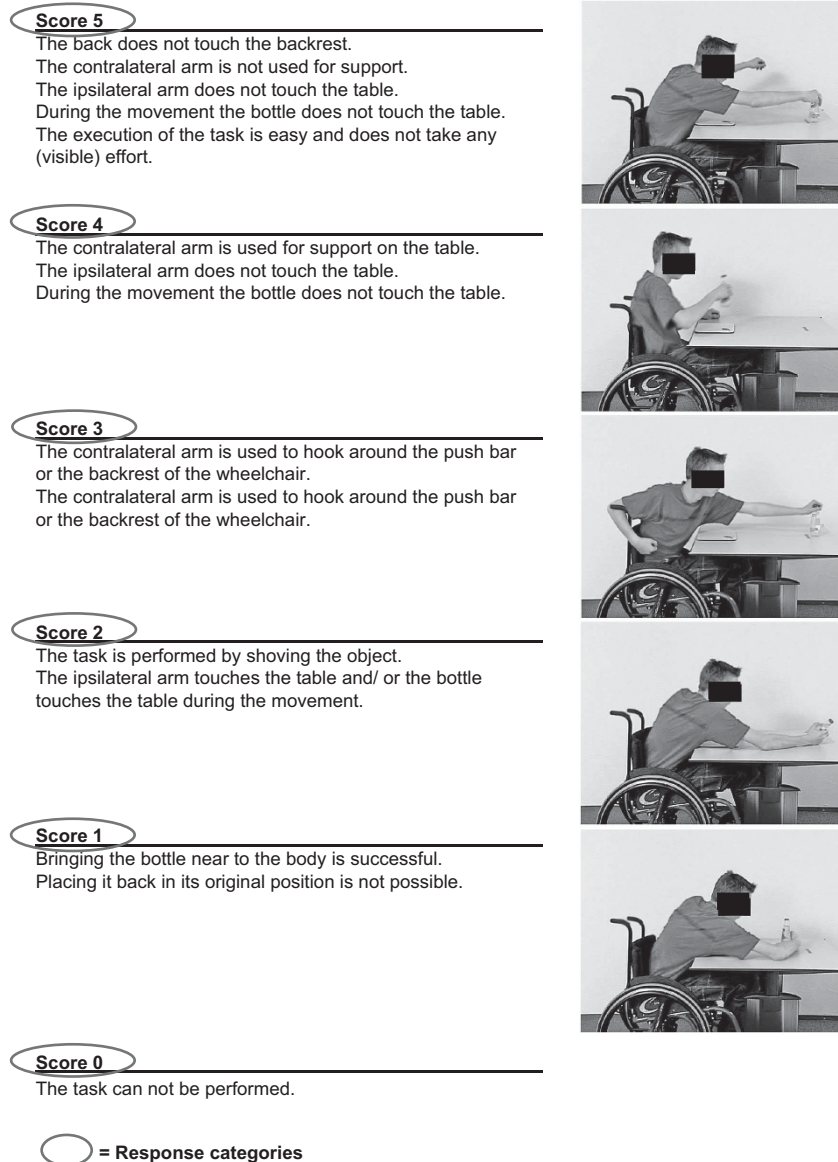 Score 5
The back does not touch the backrest.
The contralateral arm is not used for support.
The ipsilateral arm does not touch the table.
During the movement the bottle does not touch the table.
The execution of the task is easy and does not take any
(visible) effort.
Score 4
The contralateral arm is used for support on the table.
The ipsilateral arm does not touch the table.
During the movement the bottle does not touch the table.
Score 3
The contralateral arm is used to hook around the push bar
or the backrest of the wheelchair.
The contralateral arm is used to hook around the push bar
or the backrest of the wheelchair.
Score 2
The task is performed by shoving the object.
The ipsilateral arm touches the table and/ or the bottle
touches the table during the movement.
Score 1
Bringing the bottle near to the body is successful.
Placing it back in its original position is not possible.
Score 0
The task can not be performed.
= Response categories